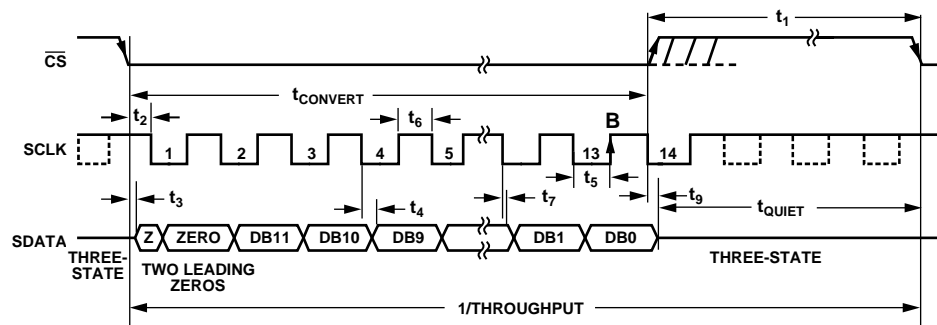 t1
CS
tCONVERT
t2
t6
B
SCLK
1
2
3
4
5
13
14
t5
t3
t4
t7
t9
tQUIET
SDATA
Z
ZERO
DB11
DB10
DB9
DB1
DB0
THREE-
STATE
TWO LEADING
ZEROS
THREE-STATE
1/THROUGHPUT